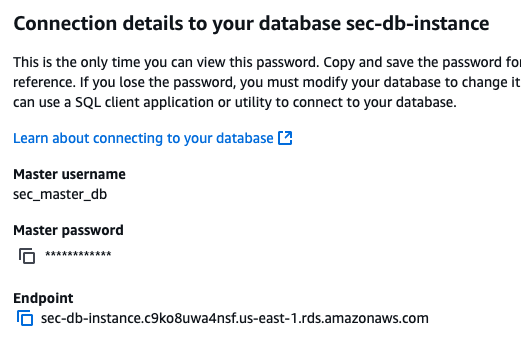 Connection details to your database sec-db-instance
This is the only time you can view this password. Copy and save the password for
reference. If you lose the password, you must modify your database to change it
can use a SQL client application or utility to connect to your database.
Learn about connecting to your database
Master username
sec_master_db
Master password
************
Endpoint
sec-db-instance.c9ko8uwa4nsf.us-east-1.rds.amazonaws.com